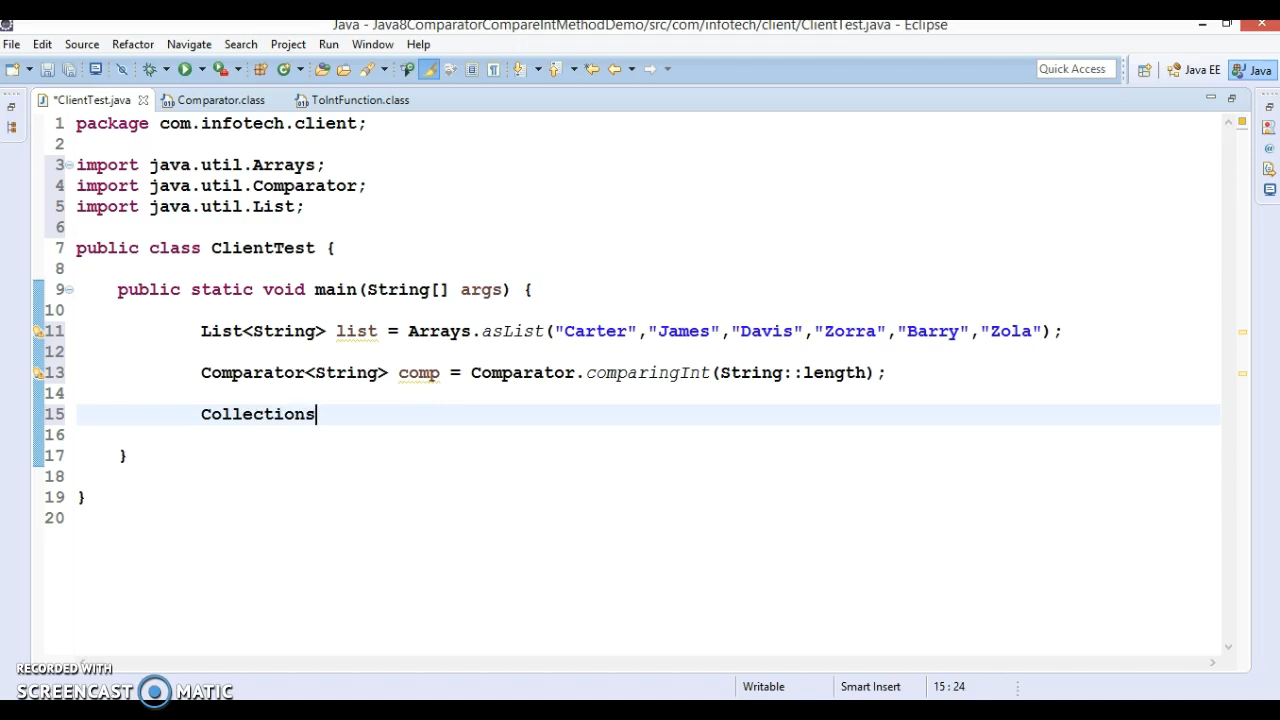 Java - Java8ComparatorCompareIntMethodDemo/src/com/infotech/client/ClientTest.java - Eclipse
File Edit Source Refactor Navigate Search Project Run Window Help
Quick Access Java EE Java
*ClientTest.java Comparator.class ToIntFunction.class
1 package com.infotech.client;
2
3 import java.util.Arrays;
4 import java.util.Comparator;
5 import java.util.List;
6
7 public class ClientTest {
8
9 public static void main(String[] args) {
10
11 List<String> list = Arrays.asList("Carter","James","Davis","Zorra","Barry","Zola");
12
13 Comparator<String> comp = Comparator.comparingInt(String::length);
14
15 Collections
16
17 }
18
19 }
20
RECORDED WITH
SCREENCAST MATIC
Writable Smart Insert 15 : 24